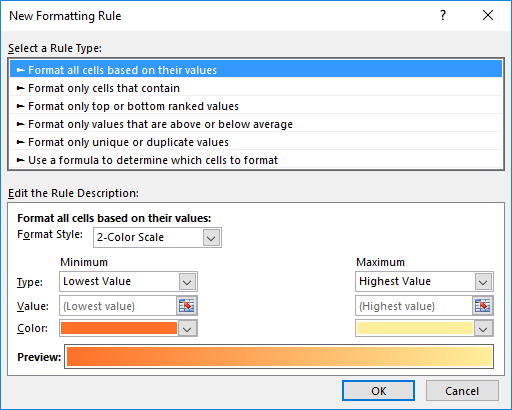 New Formatting Rule
Select a Rule Type:
► Format all cells based on their values
► Format only cells that contain
► Format only top or bottom ranked values
► Format only values that are above or below average
► Format only unique or duplicate values
► Use a formula to determine which cells to format
Edit the Rule Description:
Format all cells based on their values:
Format Style: 2-Color Scale
Minimum Maximum
Type: Lowest Value Highest Value
Value: (Lowest value) (Highest value)
Color:
Preview:
OK Cancel